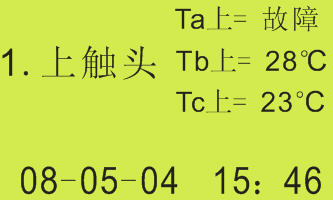 Ta上= 故障
1. 上触头 Tb上= 28℃
Tc上= 23℃
08-05-04 15: 46